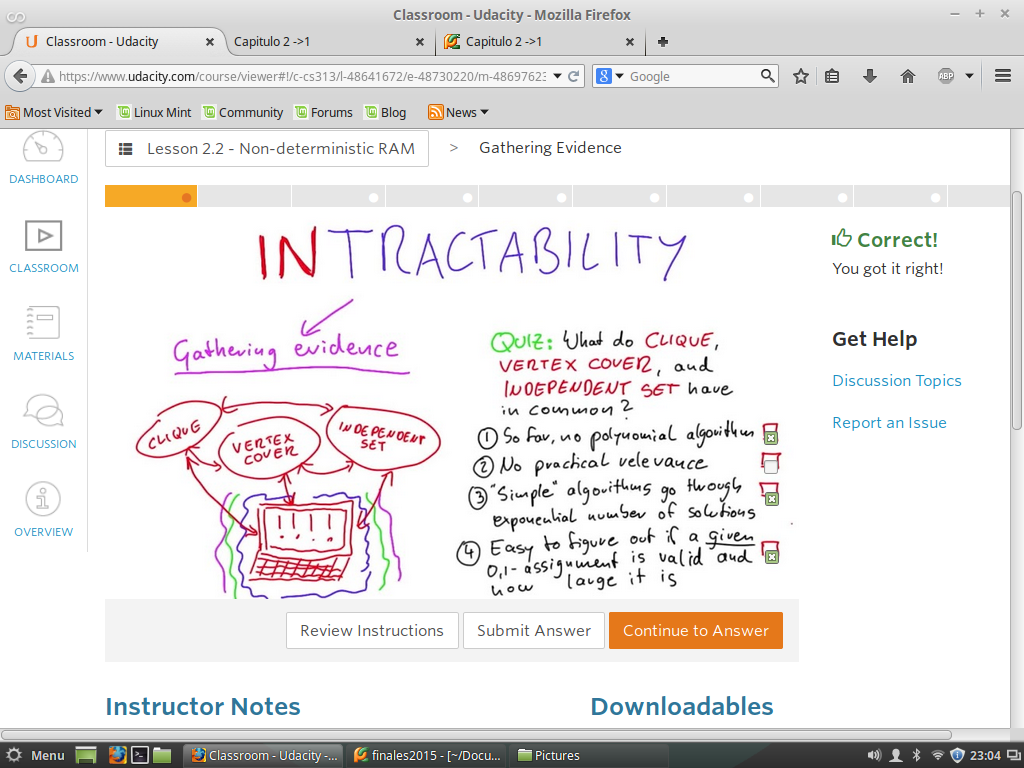 Classroom - Udacity - Mozilla Firefox
Classroom - Udacity
Capitulo 2 ->1
Capitulo 2 ->1
https://www.udacity.com/course/viewer#!/c-cs313/l-48641672/e-48730220/m-4869762
Google
ABP
Most Visited
Linux Mint
Community
Forums
Blog
News
Lesson 2.2 - Non-deterministic RAM > Gathering Evidence
DASHBOARD
CLASSROOM
MATERIALS
DISCUSSION
OVERVIEW
INTRACTABILITY
Gathering evidence
CLIQUE
VERTEX
COVER
INDEPENDENT
SET
! ! ! !
QUIZ: What do CLIQUE,
VERTEX COVER, and
INDEPENDENT SET have
in common?
1 So far, no polynomial algorithms
2 No practical relevance
3 "Simple" algorithms go through
exponential number of solutions
4 Easy to figure out if a given
0,1-assignment is valid and
how large it is
Correct!
You got it right!
Get Help
Discussion Topics
Report an Issue
Review Instructions
Submit Answer
Continue to Answer
Instructor Notes
Downloadables
Menu
Classroom - Udacity -...
finales2015 - [~/Docu...
Pictures
23:04